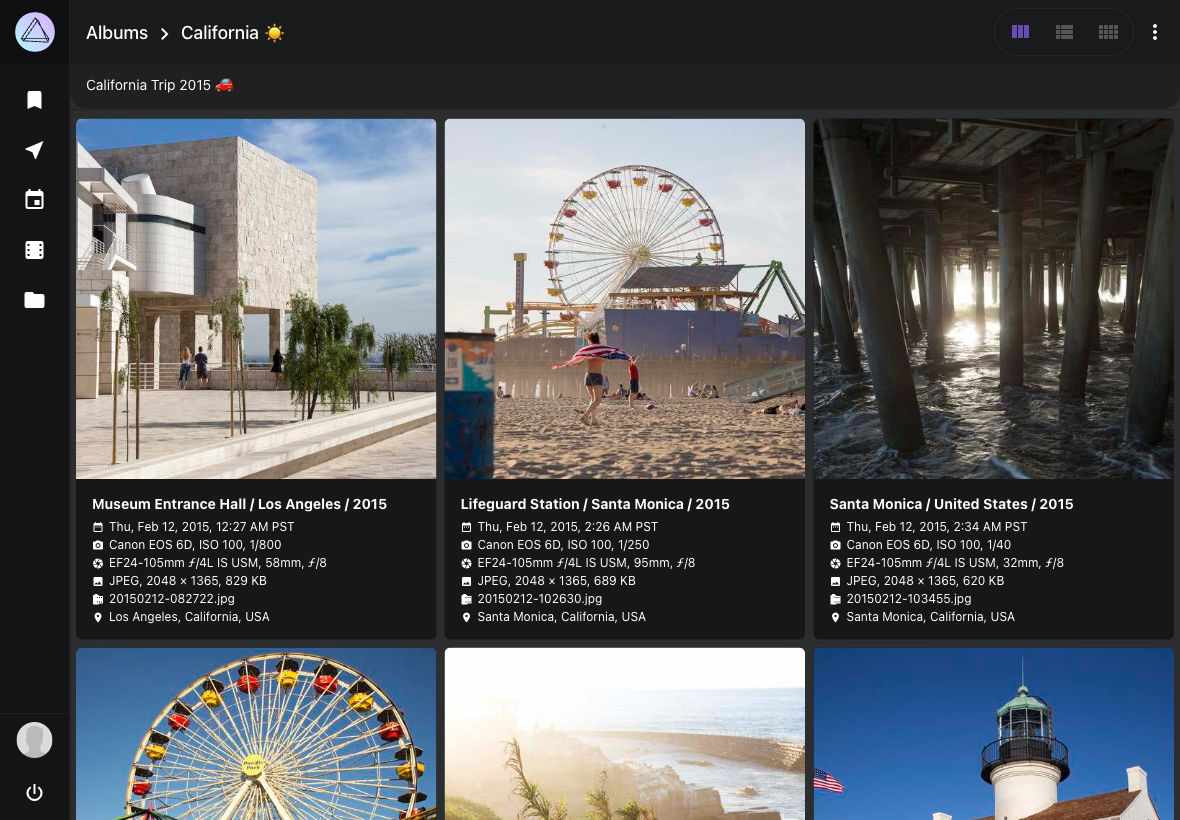 Albums > California ☀️
California Trip 2015 🚗
Museum Entrance Hall / Los Angeles / 2015
Thu, Feb 12, 2015, 12:27 AM PST
Canon EOS 6D, ISO 100, 1/800
EF24-105mm ƒ/4L IS USM, 58mm, ƒ/8
JPEG, 2048 × 1365, 829 KB
20150212-082722.jpg
Los Angeles, California, USA
Lifeguard Station / Santa Monica / 2015
Thu, Feb 12, 2015, 2:26 AM PST
Canon EOS 6D, ISO 100, 1/250
EF24-105mm ƒ/4L IS USM, 95mm, ƒ/8
JPEG, 2048 × 1365, 689 KB
20150212-102630.jpg
Santa Monica, California, USA
Santa Monica / United States / 2015
Thu, Feb 12, 2015, 2:34 AM PST
Canon EOS 6D, ISO 100, 1/40
EF24-105mm ƒ/4L IS USM, 32mm, ƒ/8
JPEG, 2048 × 1365, 620 KB
20150212-103455.jpg
Santa Monica, California, USA
Pacific
Park